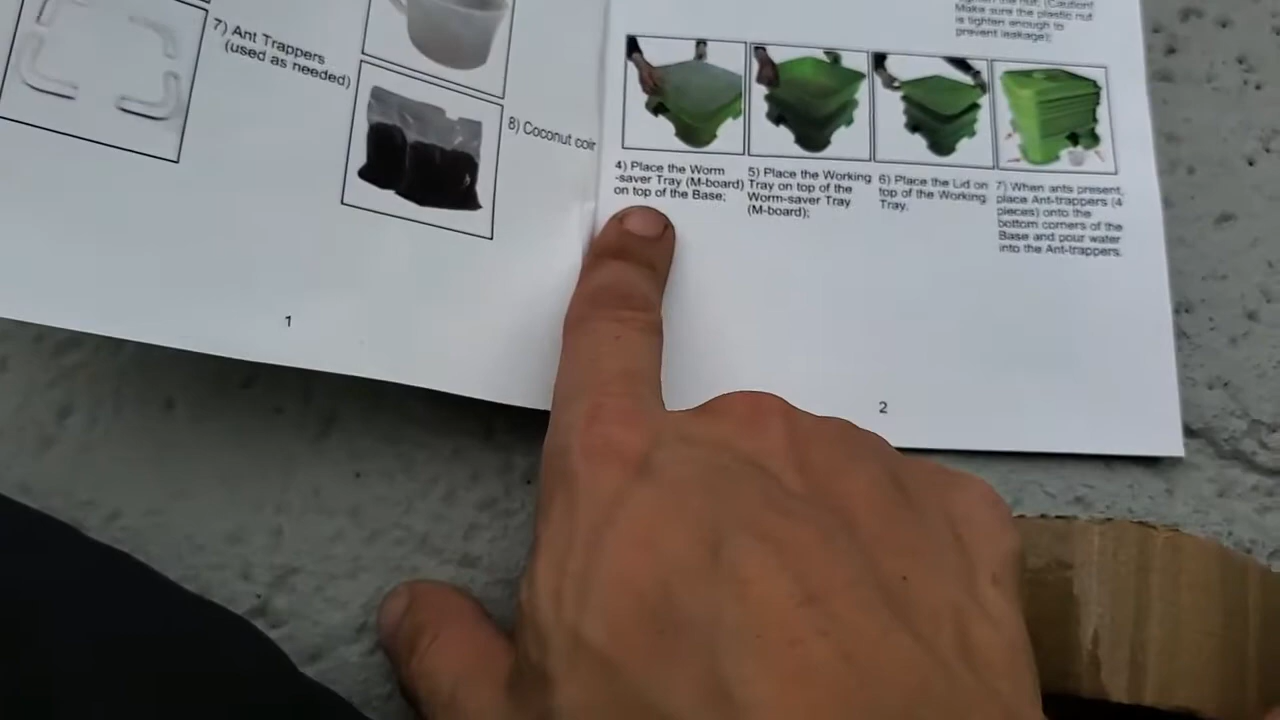 7) Ant Trappers
(used as needed)
8) Coconut coir
1
tighten the nut. (Caution!
Make sure the plastic nut
is tighten enough to
prevent leakage);
4) Place the Worm
-saver Tray (M-board)
on top of the Base;
5) Place the Working
Tray on top of the
Worm-saver Tray
(M-board);
6) Place the Lid on
top of the Working
Tray.
7) When ants present,
place Ant-trappers (4
pieces) onto the
bottom corners of the
Base and pour water
into the Ant-trappers.
2